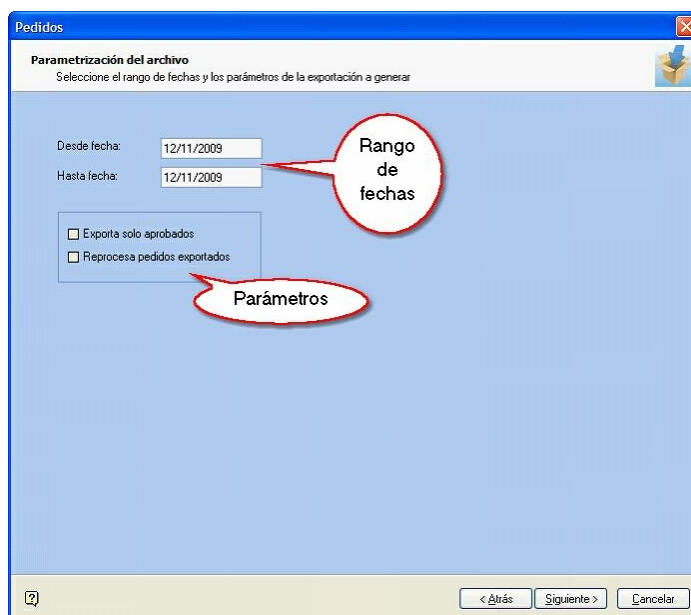 Pedidos
Parametrización del archivo
Seleccione el rango de fechas y los parámetros de la exportación a generar
Desde fecha: 12/11/2009
Hasta fecha: 12/11/2009
Rango
de
fechas
Exporta solo aprobados
Reprocesa pedidos exportados
Parámetros
< Atrás Siguiente > Cancelar